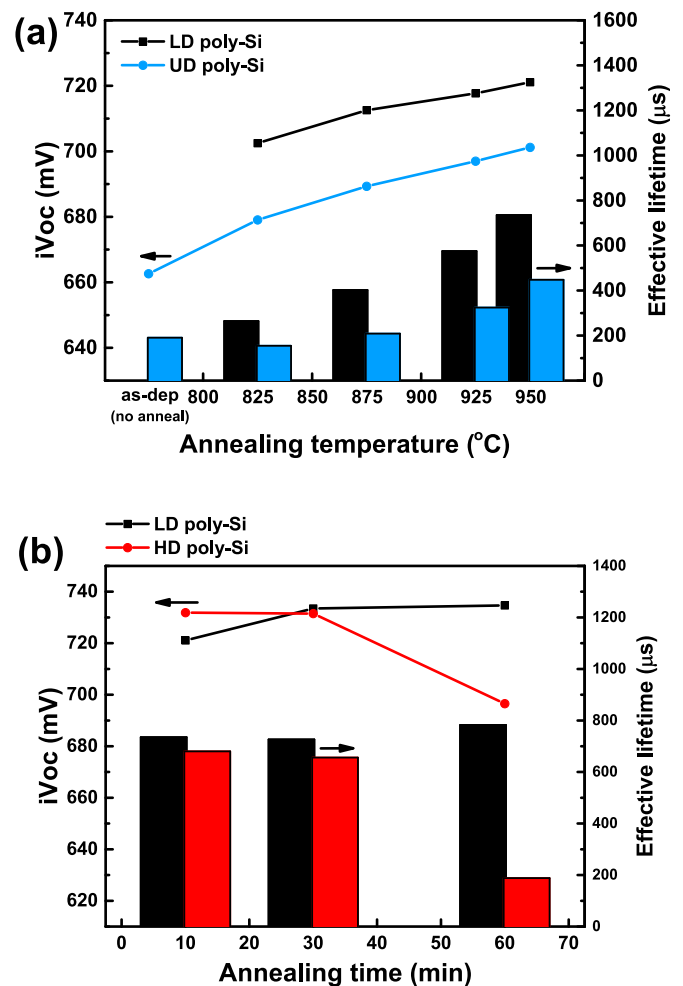 (a)
LD poly-Si
UD poly-Si
iVoc (mV)
740
720
700
680
660
640
1600
1400
1200
1000
800
600
400
200
0
Effective lifetime (μs)
as-dep 800 825 850 875 900 925 950
(no anneal)
Annealing temperature (°C)
(b)
LD poly-Si
HD poly-Si
iVoc (mV)
740
720
700
680
660
640
620
1400
1200
1000
800
600
400
200
0
Effective lifetime (μs)
0 10 20 30 40 50 60 70
Annealing time (min)